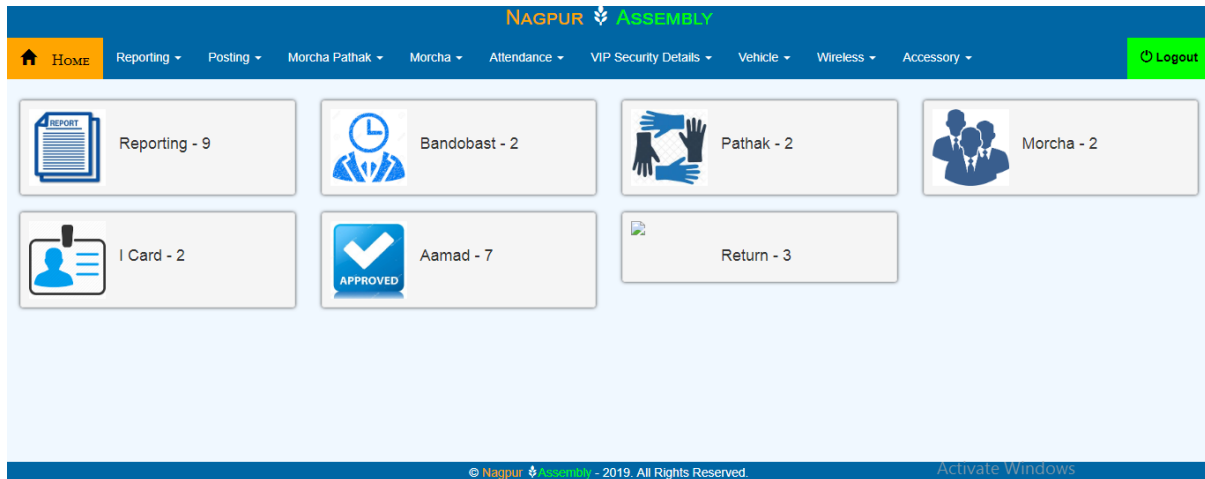 Nagpur Assembly
Home Reporting Posting Morcha Pathak Morcha Attendance VIP Security Details Vehicle Wireless Accessory Logout
REPORT
Reporting - 9
Bandobast - 2
Pathak - 2
Morcha - 2
I Card - 2
APPROVED
Aamad - 7
Return - 3
© Nagpur Assembly - 2019. All Rights Reserved.
Activate Windows